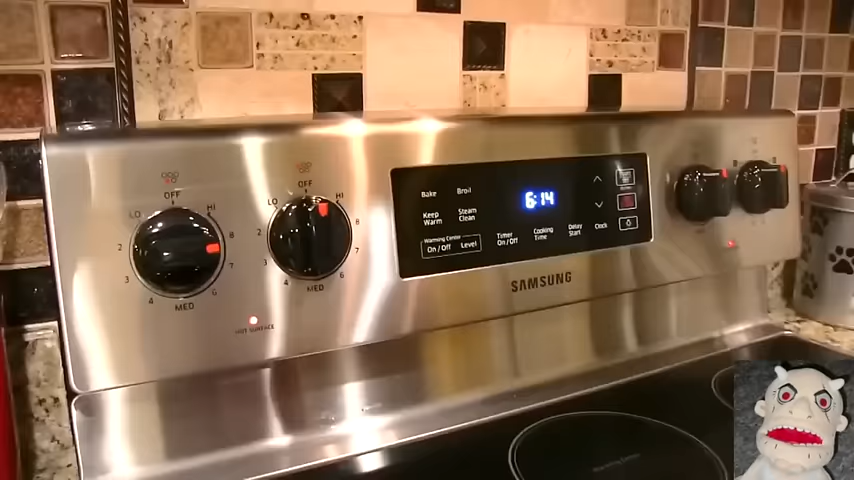 OFF
LO
HI
2
8
3
7
4
6
MED
OFF
LO
HI
2
8
3
7
4
6
MED
HOT SURFACE
Bake
Broil
Keep Warm
Steam Clean
Warming Center
On/Off
Level
6:14
Timer On/Off
Cooking Time
Delay Start
Clock
SAMSUNG